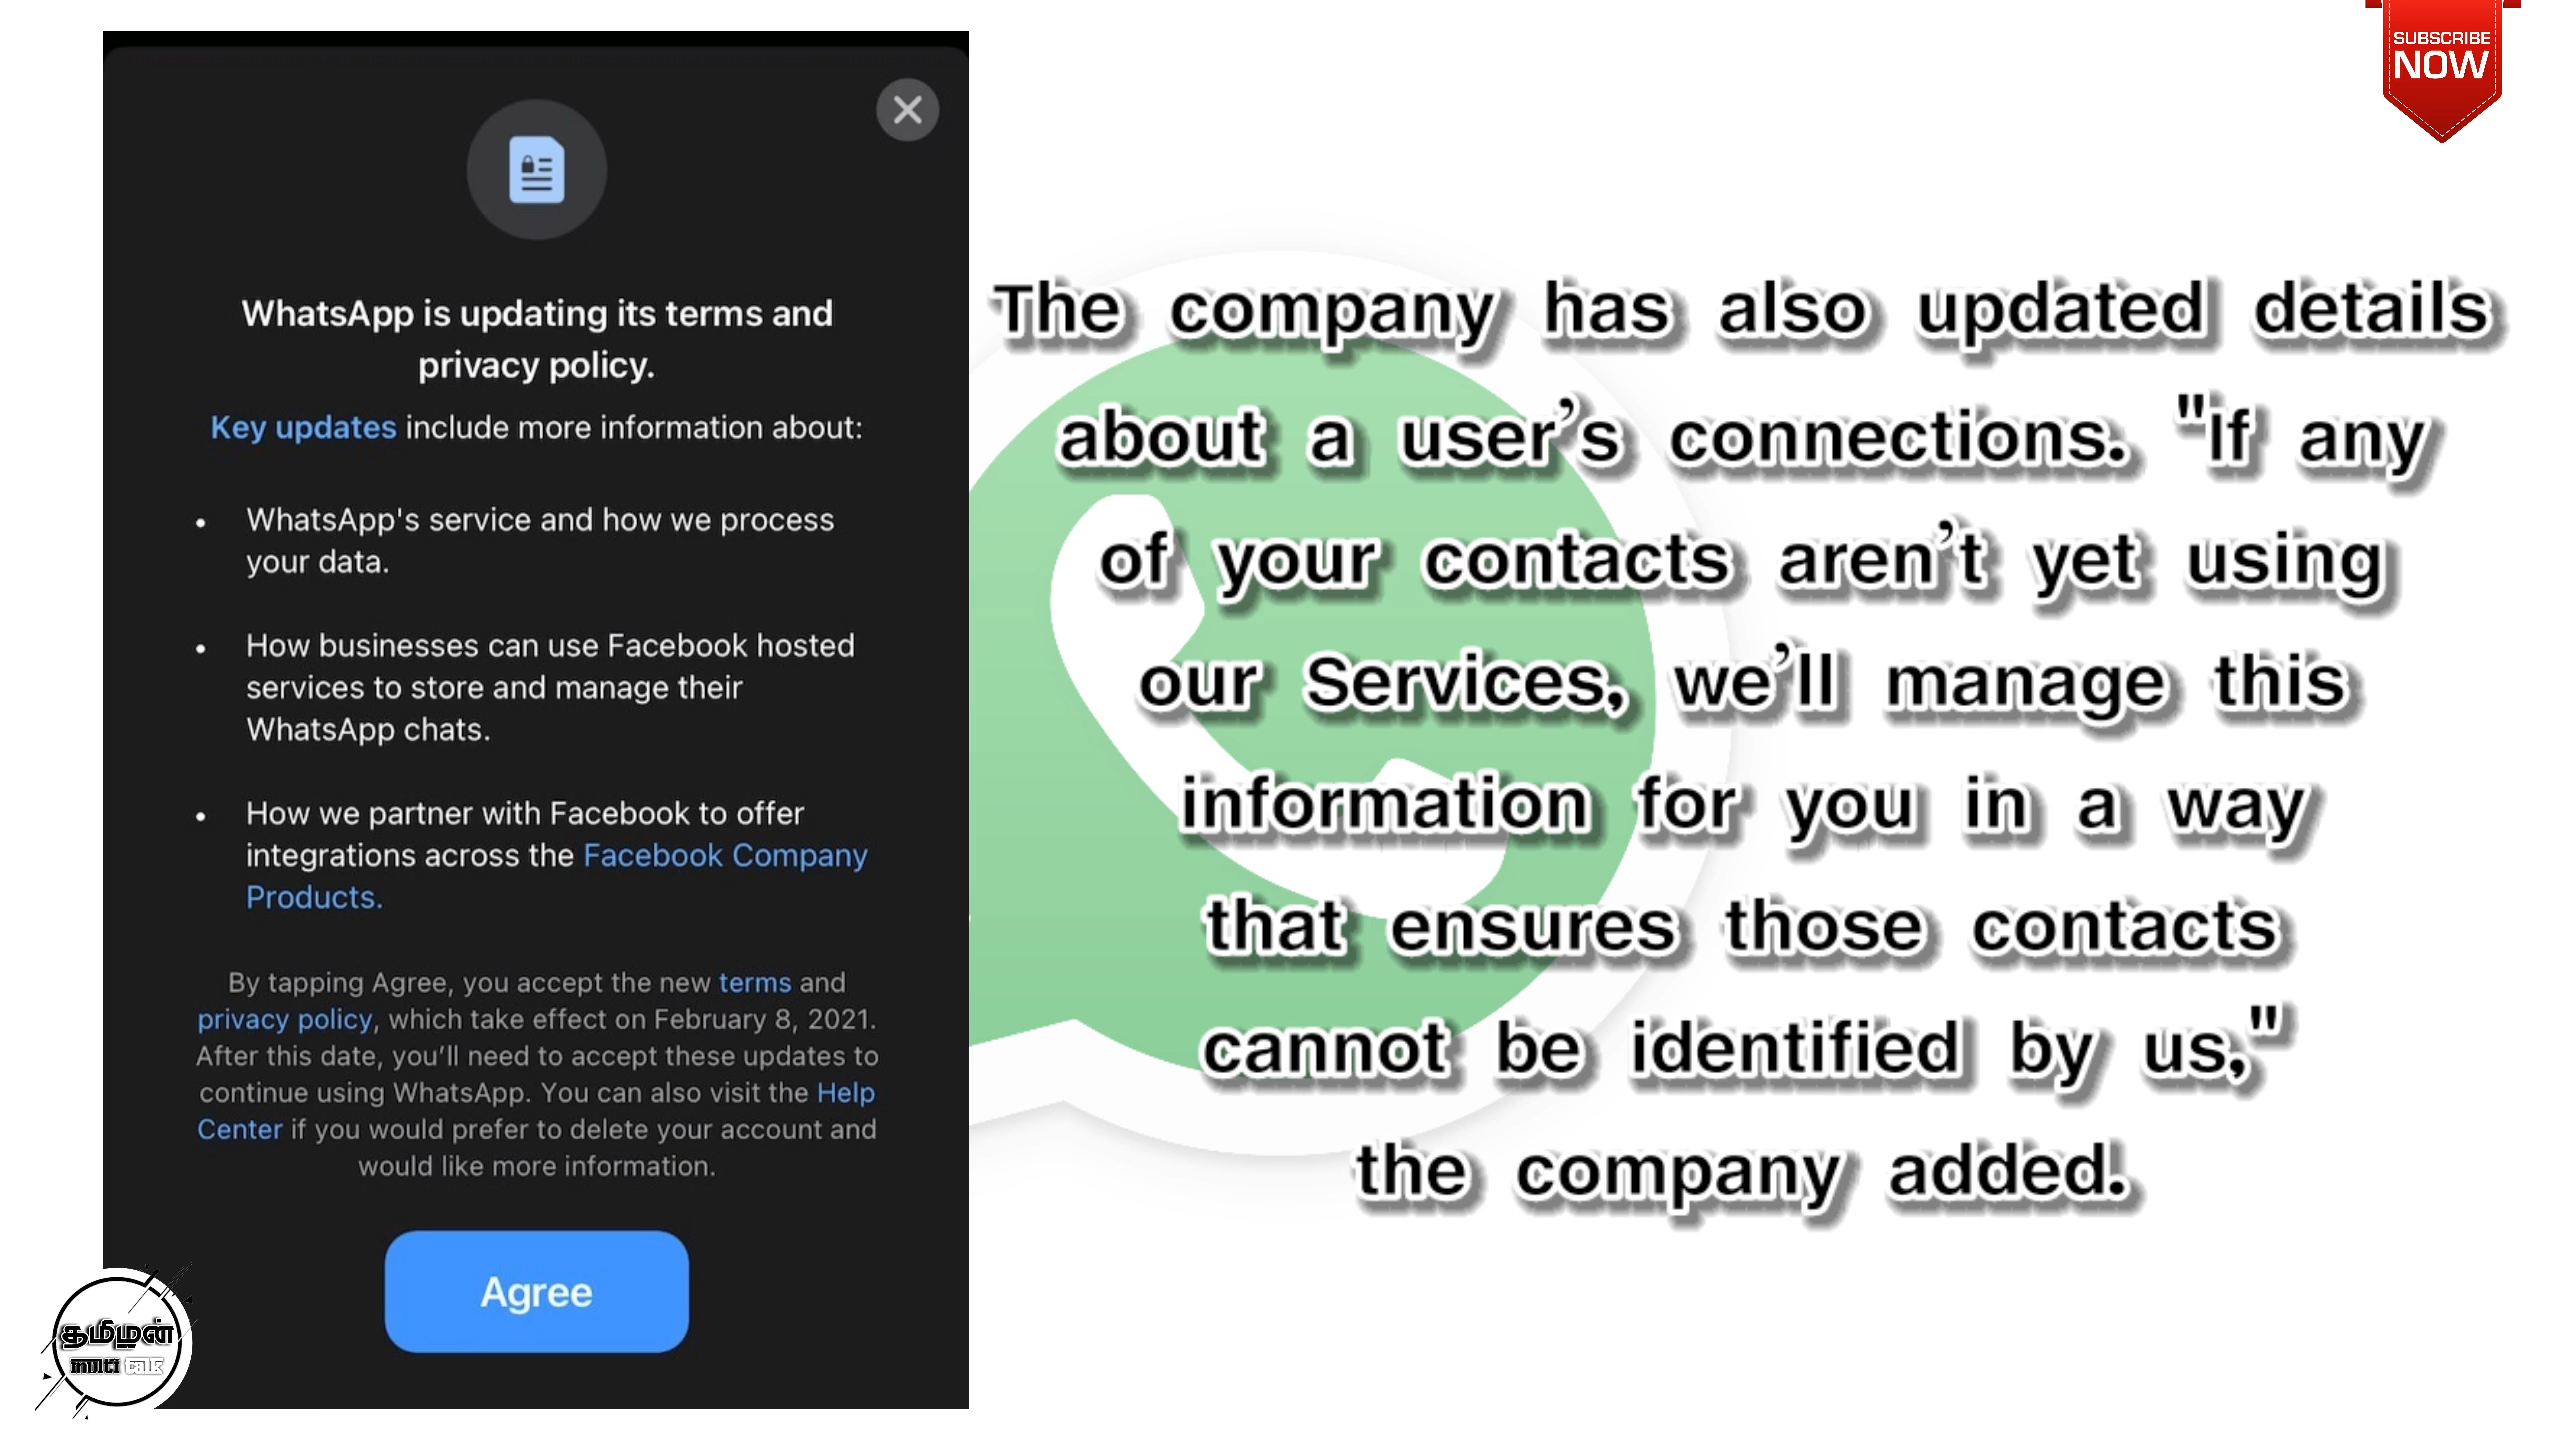 WhatsApp is updating its terms and
privacy policy.
Key updates include more information about:
• WhatsApp's service and how we process
your data.
• How businesses can use Facebook hosted
services to store and manage their
WhatsApp chats.
• How we partner with Facebook to offer
integrations across the Facebook Company
Products.
By tapping Agree, you accept the new terms and
privacy policy, which take effect on February 8, 2021.
After this date, you’ll need to accept these updates to
continue using WhatsApp. You can also visit the Help
Center if you would prefer to delete your account and
would like more information.
Agree
தமிழன்
multi talk
SUBSCRIBE
NOW
The company has also updated details
about a user’s connections. "If any
of your contacts aren’t yet using
our Services, we’ll manage this
information for you in a way
that ensures those contacts
cannot be identified by us,"
the company added.